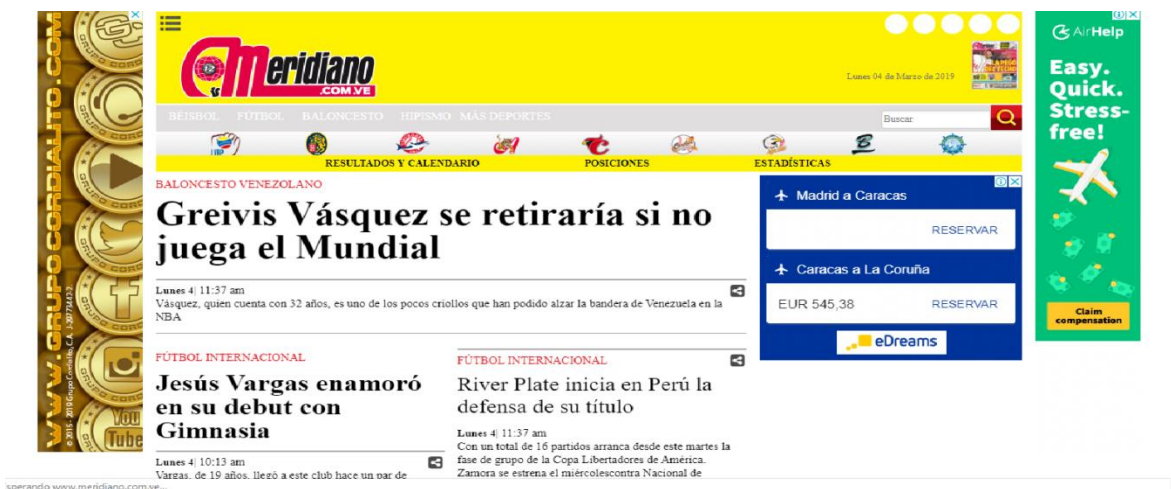 WWW.GRUPOCORDIALITO.COM
© 2015 - 2019 Grupo Cordialito, C.A. J-20774427-2.
You
Tube
Meridiano
.COM.VE
Lunes 04 de Marzo de 2019
BÉISBOL FÚTBOL BALONCESTO HIPISMO MÁS DEPORTES
Buscar
RESULTADOS Y CALENDARIO POSICIONES ESTADÍSTICAS
BALONCESTO VENEZOLANO
Greivis Vásquez se retiraría si no
juega el Mundial
Lunes 4| 11:37 am
Vásquez, quien cuenta con 32 años, es uno de los pocos criollos que han podido alzar la bandera de Venezuela en la
NBA
FÚTBOL INTERNACIONAL
Jesús Vargas enamoró
en su debut con
Gimnasia
Lunes 4| 10:13 am
Vargas, de 19 años, llegó a este club hace un par de
FÚTBOL INTERNACIONAL
River Plate inicia en Perú la
defensa de su título
Lunes 4| 11:37 am
Con un total de 16 partidos arranca desde este martes la
fase de grupo de la Copa Libertadores de América.
Zamora se estrena el miércolescontra Nacional de
Madrid a Caracas
RESERVAR
Caracas a La Coruña
EUR 545,38 RESERVAR
eDreams
AirHelp
Easy.
Quick.
Stress-
free!
Claim
compensation
sperando www.meridiano.com.ve...